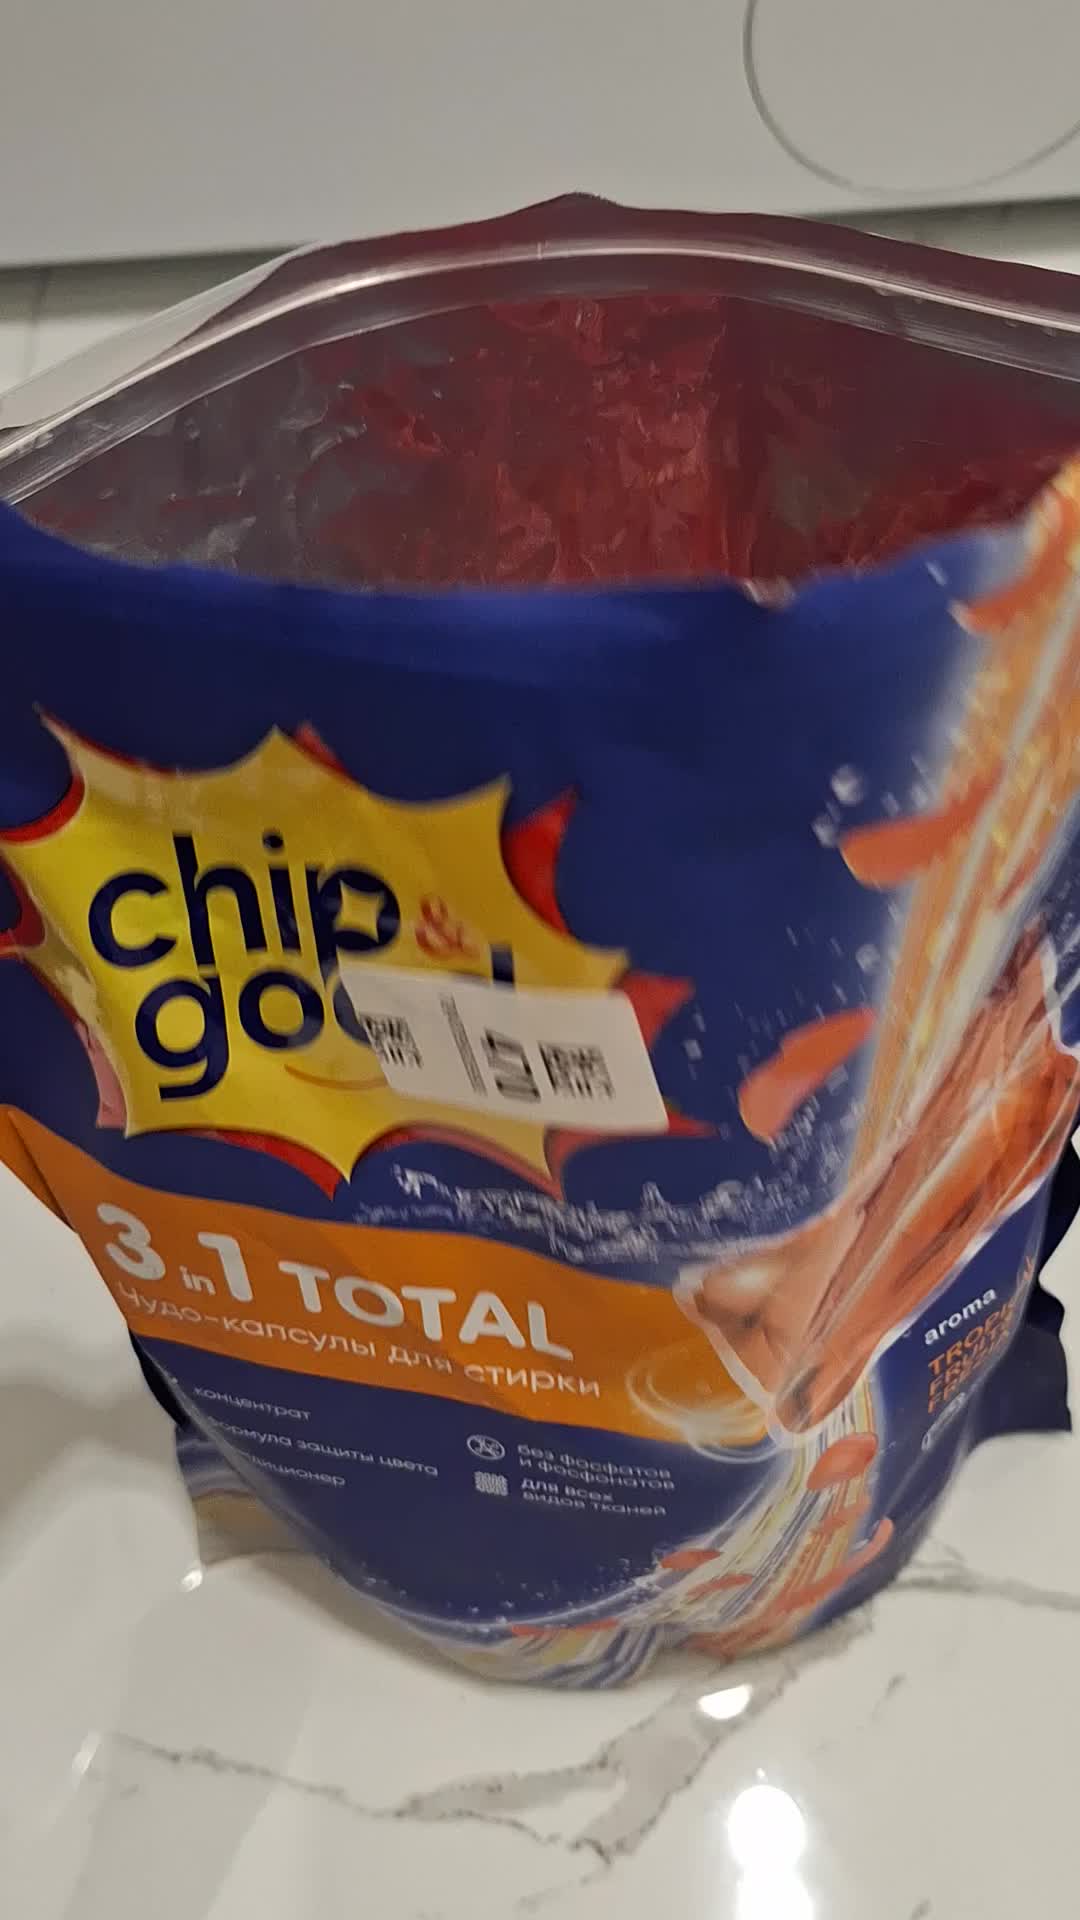 chip &
3 in 1 TOTAL
Чудо-капсулы для стирки
концентрат
формула защиты цвета
без фосфатов
и фосфонатов
для всех
видов тканей
aroma